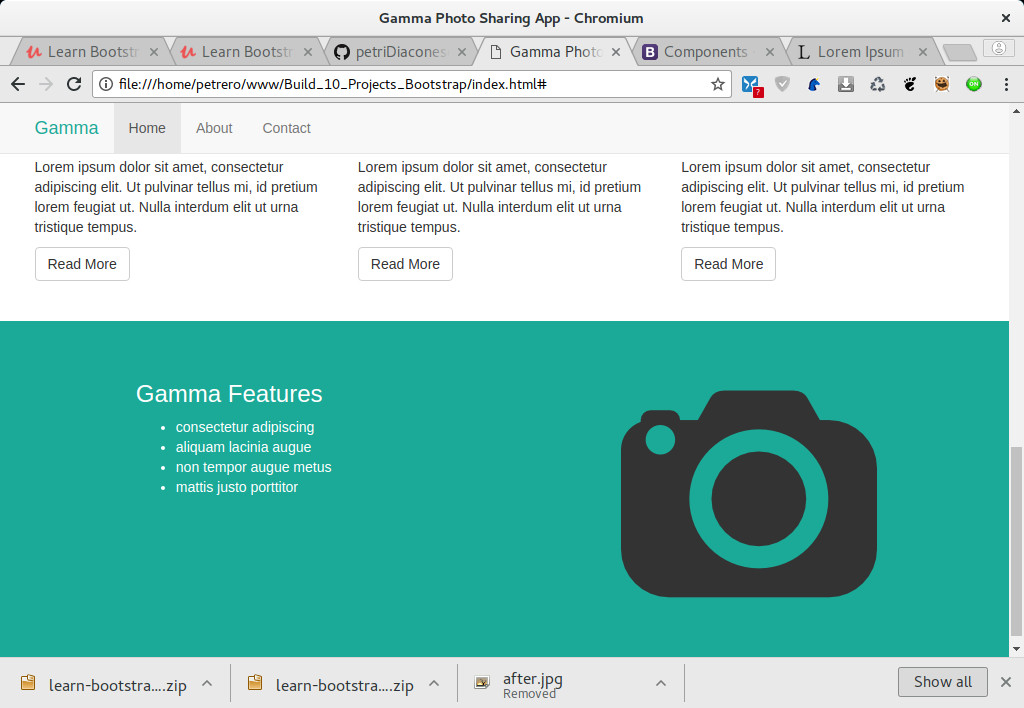 Gamma Photo Sharing App - Chromium
Learn Bootstr
Learn Bootstr
petriDiacones
Gamma Photo
Components
Lorem Ipsum
file:///home/petrero/www/Build_10_Projects_Bootstrap/index.html#
?
ON
Gamma Home About Contact
Lorem ipsum dolor sit amet, consectetur
adipiscing elit. Ut pulvinar tellus mi, id pretium
lorem feugiat ut. Nulla interdum elit ut urna
tristique tempus.
Read More
Lorem ipsum dolor sit amet, consectetur
adipiscing elit. Ut pulvinar tellus mi, id pretium
lorem feugiat ut. Nulla interdum elit ut urna
tristique tempus.
Read More
Lorem ipsum dolor sit amet, consectetur
adipiscing elit. Ut pulvinar tellus mi, id pretium
lorem feugiat ut. Nulla interdum elit ut urna
tristique tempus.
Read More
Gamma Features
consectetur adipiscing
aliquam lacinia augue
non tempor augue metus
mattis justo porttitor
learn-bootstra....zip
learn-bootstra....zip
after.jpg
Removed
Show all